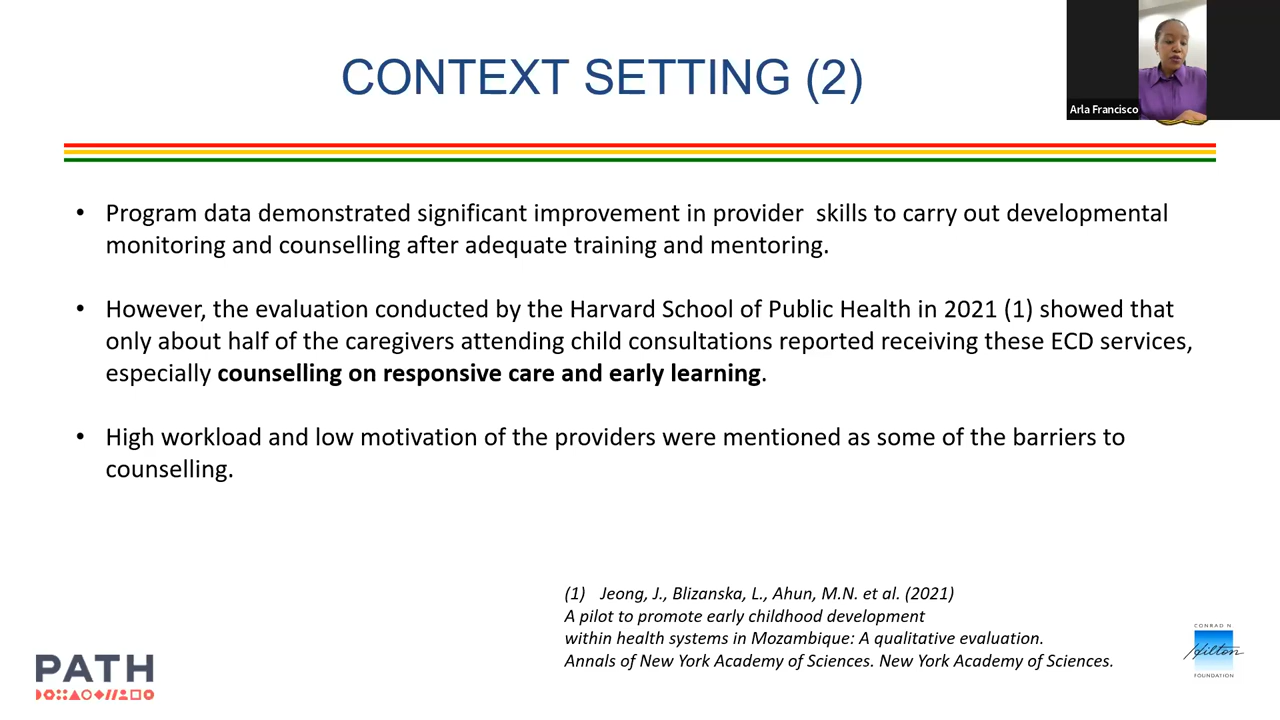 CONTEXT SETTING (2)
Arla Francisco
• Program data demonstrated significant improvement in provider  skills to carry out developmental
monitoring and counselling after adequate training and mentoring.
• However, the evaluation conducted by the Harvard School of Public Health in 2021 (1) showed that
only about half of the caregivers attending child consultations reported receiving these ECD services,
especially counselling on responsive care and early learning.
• High workload and low motivation of the providers were mentioned as some of the barriers to
counselling.
(1) Jeong, J., Blizanska, L., Ahun, M.N. et al. (2021)
A pilot to promote early childhood development
within health systems in Mozambique: A qualitative evaluation.
Annals of New York Academy of Sciences. New York Academy of Sciences.
PATH
CONRAD N
Hilton
FOUNDATION